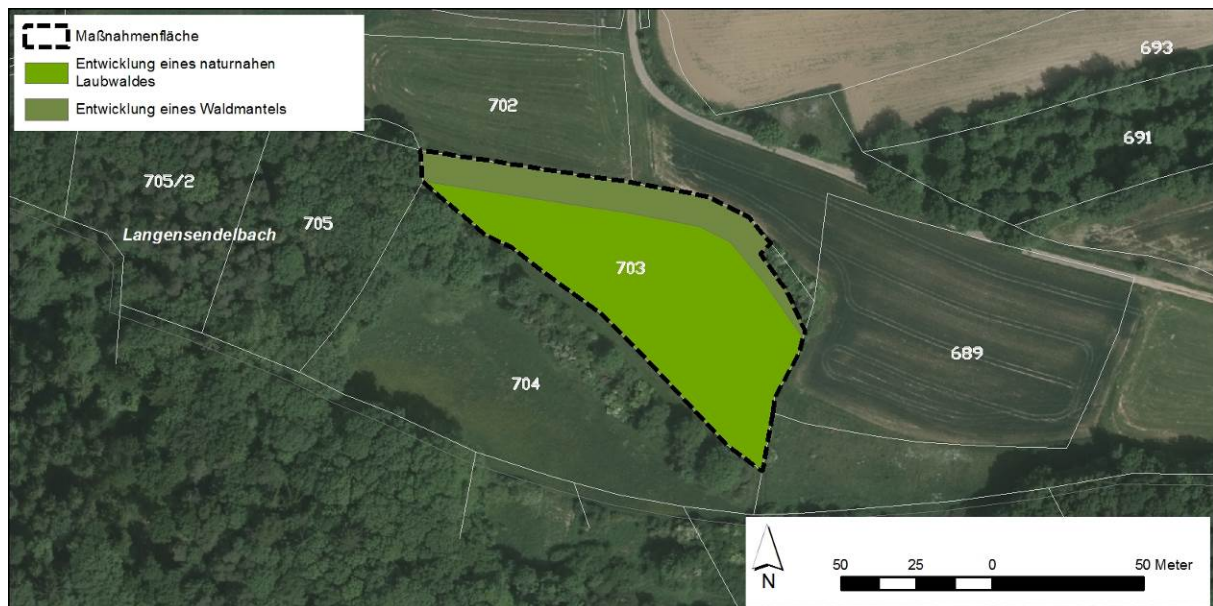 Maßnahmenfläche
Entwicklung eines naturnahen
Laubwaldes
Entwicklung eines Waldmantels
693
702
691
705/2
705
Langensendelbach
703
689
704
N
50 25 0 50 Meter